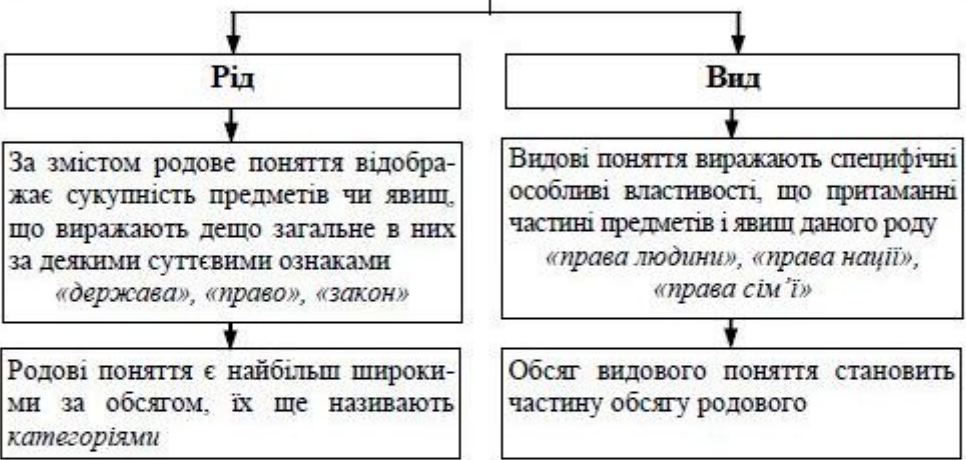 Рід
За змістом родове поняття відобра-
жає сукупність предметів чи явищ,
що виражають дещо загальне в них
за деякими суттєвими ознаками
«держава», «право», «закон»
Родові поняття є найбільш широки-
ми за обсягом, їх ще називають
категоріями
Вид
Видові поняття виражають специфічні
особливі властивості, що притаманні
частині предметів і явищ даного роду
«права людини», «права нації»,
«права сім’ї»
Обсяг видового поняття становить
частину обсягу родового